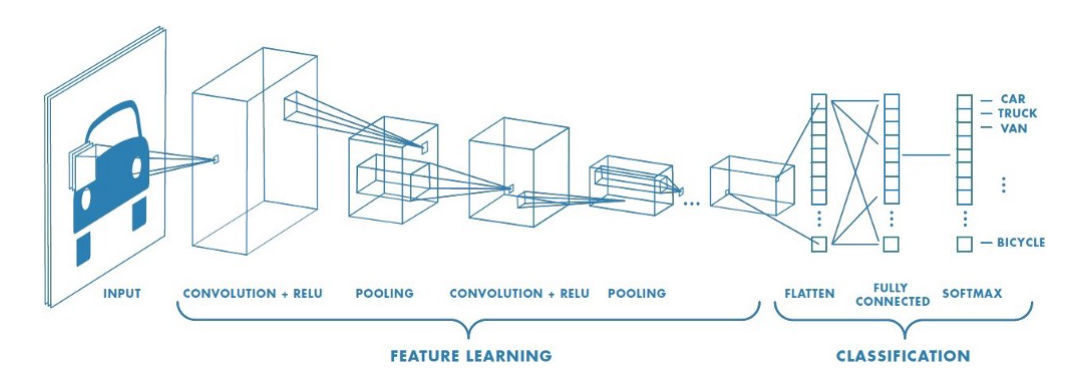 CAR
TRUCK
VAN
BICYCLE
INPUT
CONVOLUTION + RELU
POOLING
CONVOLUTION + RELU
POOLING
FLATTEN
FULLY
CONNECTED
SOFTMAX
FEATURE LEARNING
CLASSIFICATION